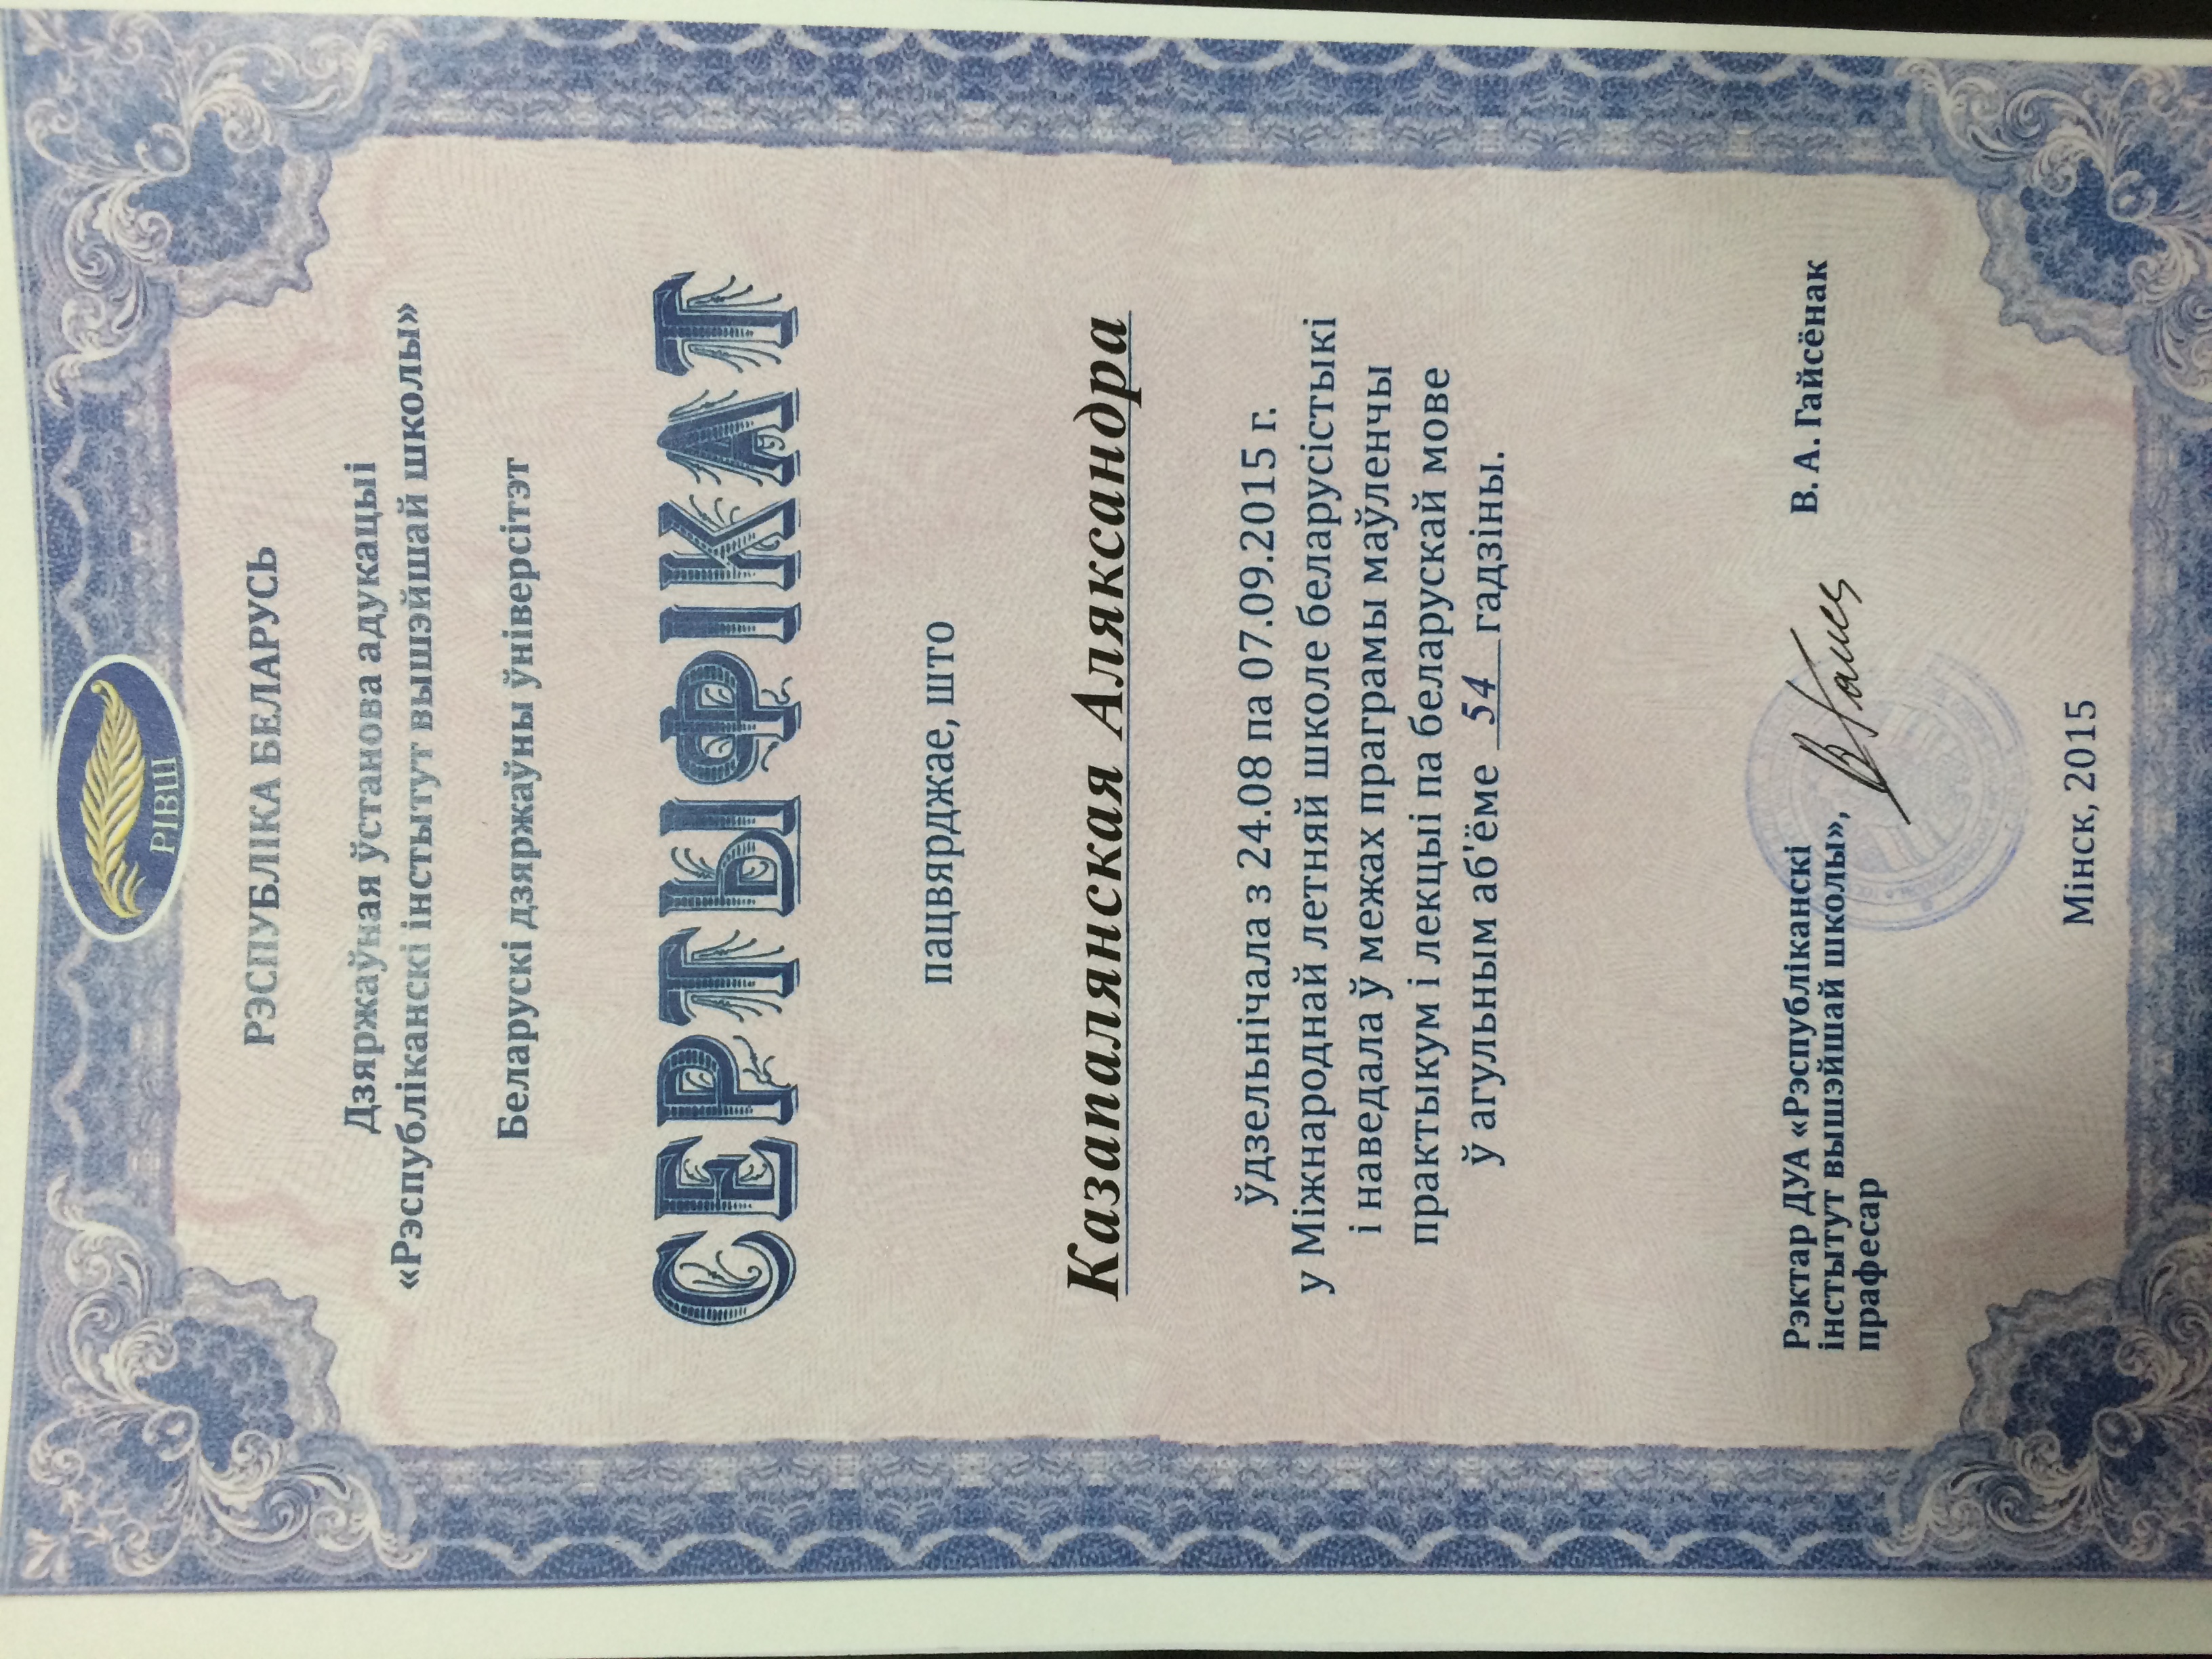 РІВШ
РЭСПУБЛІКА БЕЛАРУСЬ
Дзяржаўная ўстанова адукацыі
«Рэспубліканскі інстытут вышэйшай школы»
Беларускі дзяржаўны ўніверсітэт
СЕРТЫФІКАТ
пацвярджае, што
Казапалянская Аляксандра
ўдзельнічала з 24.08 па 07.09.2015 г.
у Міжнароднай летняй школе беларусістыкі
і наведала ў межах праграмы маўленчы
практыкум і лекцыі па беларускай мове
ў агульным аб'ёме 54 гадзіны.
Рэктар ДУА «Рэспубліканскі
інстытут вышэйшай школы»,
прафесар
В. А. Гайсёнак
Мінск, 2015